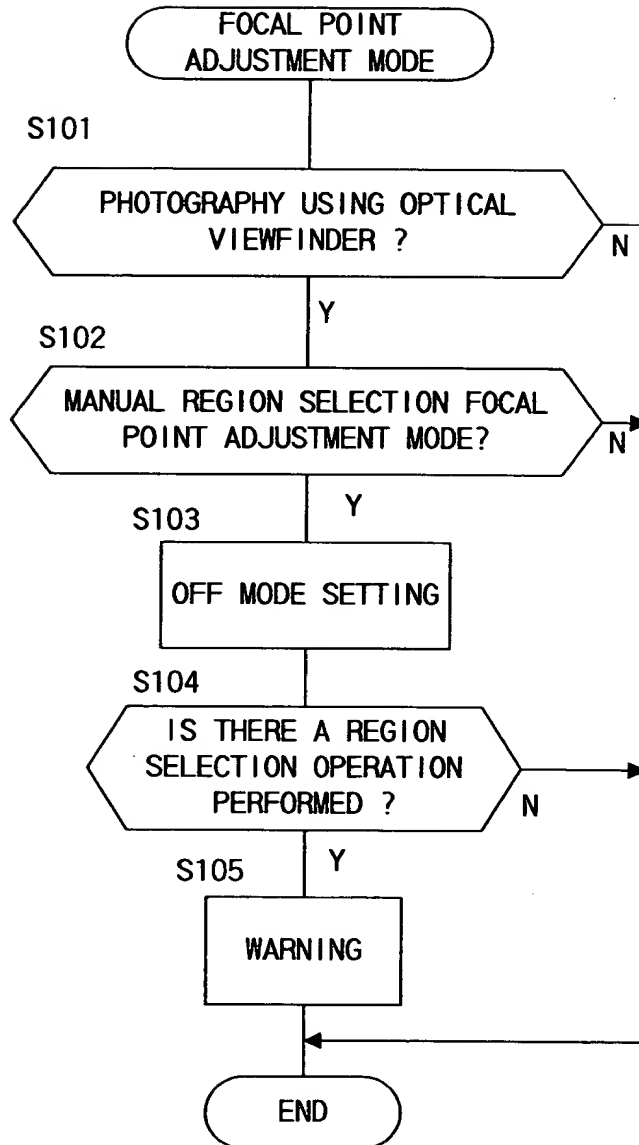 FOCAL POINT
ADJUSTMENT MODE
S101
PHOTOGRAPHY USING OPTICAL
VIEWFINDER ?
N
Y
S102
MANUAL REGION SELECTION FOCAL
POINT ADJUSTMENT MODE?
N
Y
S103
OFF MODE SETTING
S104
IS THERE A REGION
SELECTION OPERATION
PERFORMED ?
N
Y
S105
WARNING
END